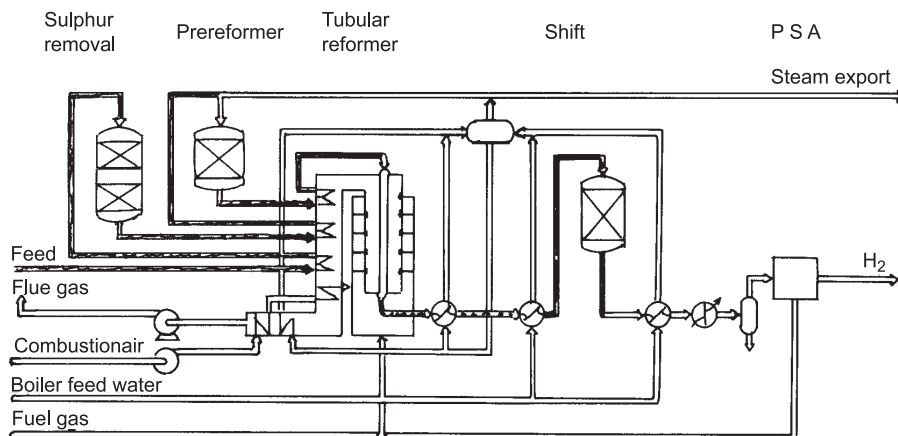 Sulphur
removal
Prereformer
Tubular
reformer
Shift
P S A
Steam export
Feed
H₂
Flue gas
Combustionair
Boiler feed water
Fuel gas